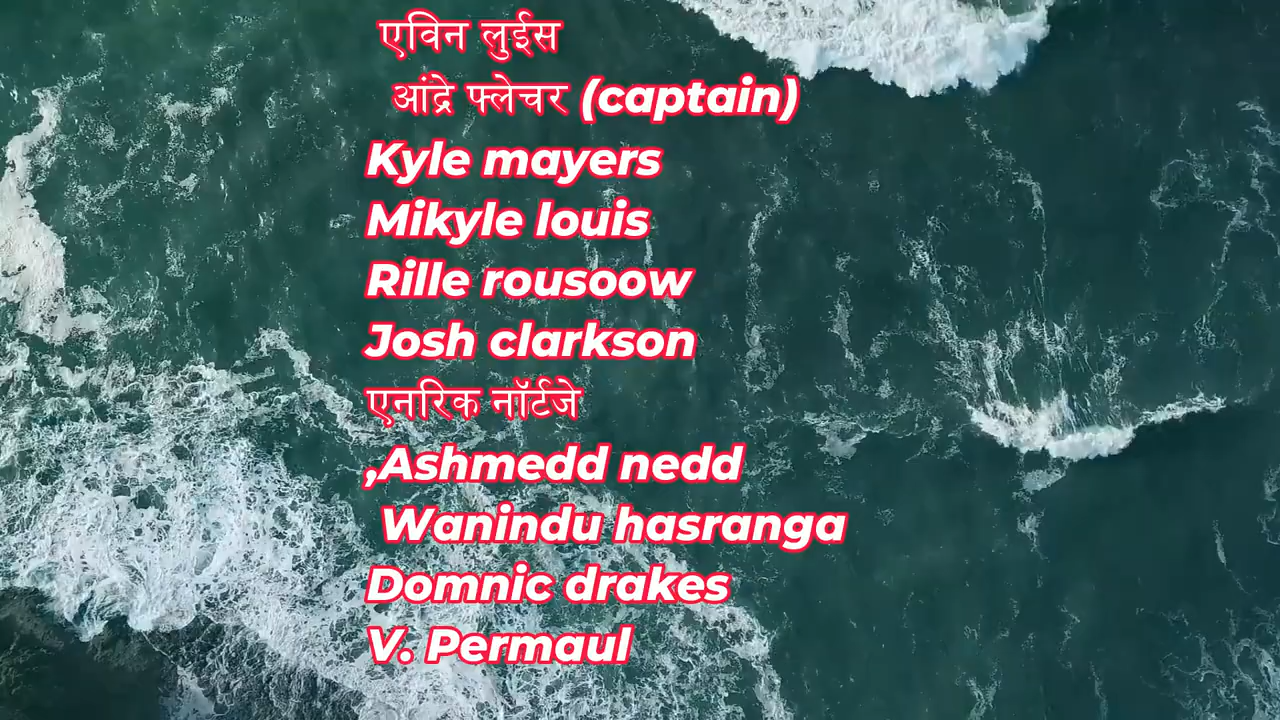 एविन लुईस
आंद्रे फ्लेचर (captain)
Kyle mayers
Mikyle louis
Rille rousoow
Josh clarkson
एनरिक नॉर्टजे
,Ashmedd nedd
Wanindu hasranga
Domnic drakes
V. Permaul